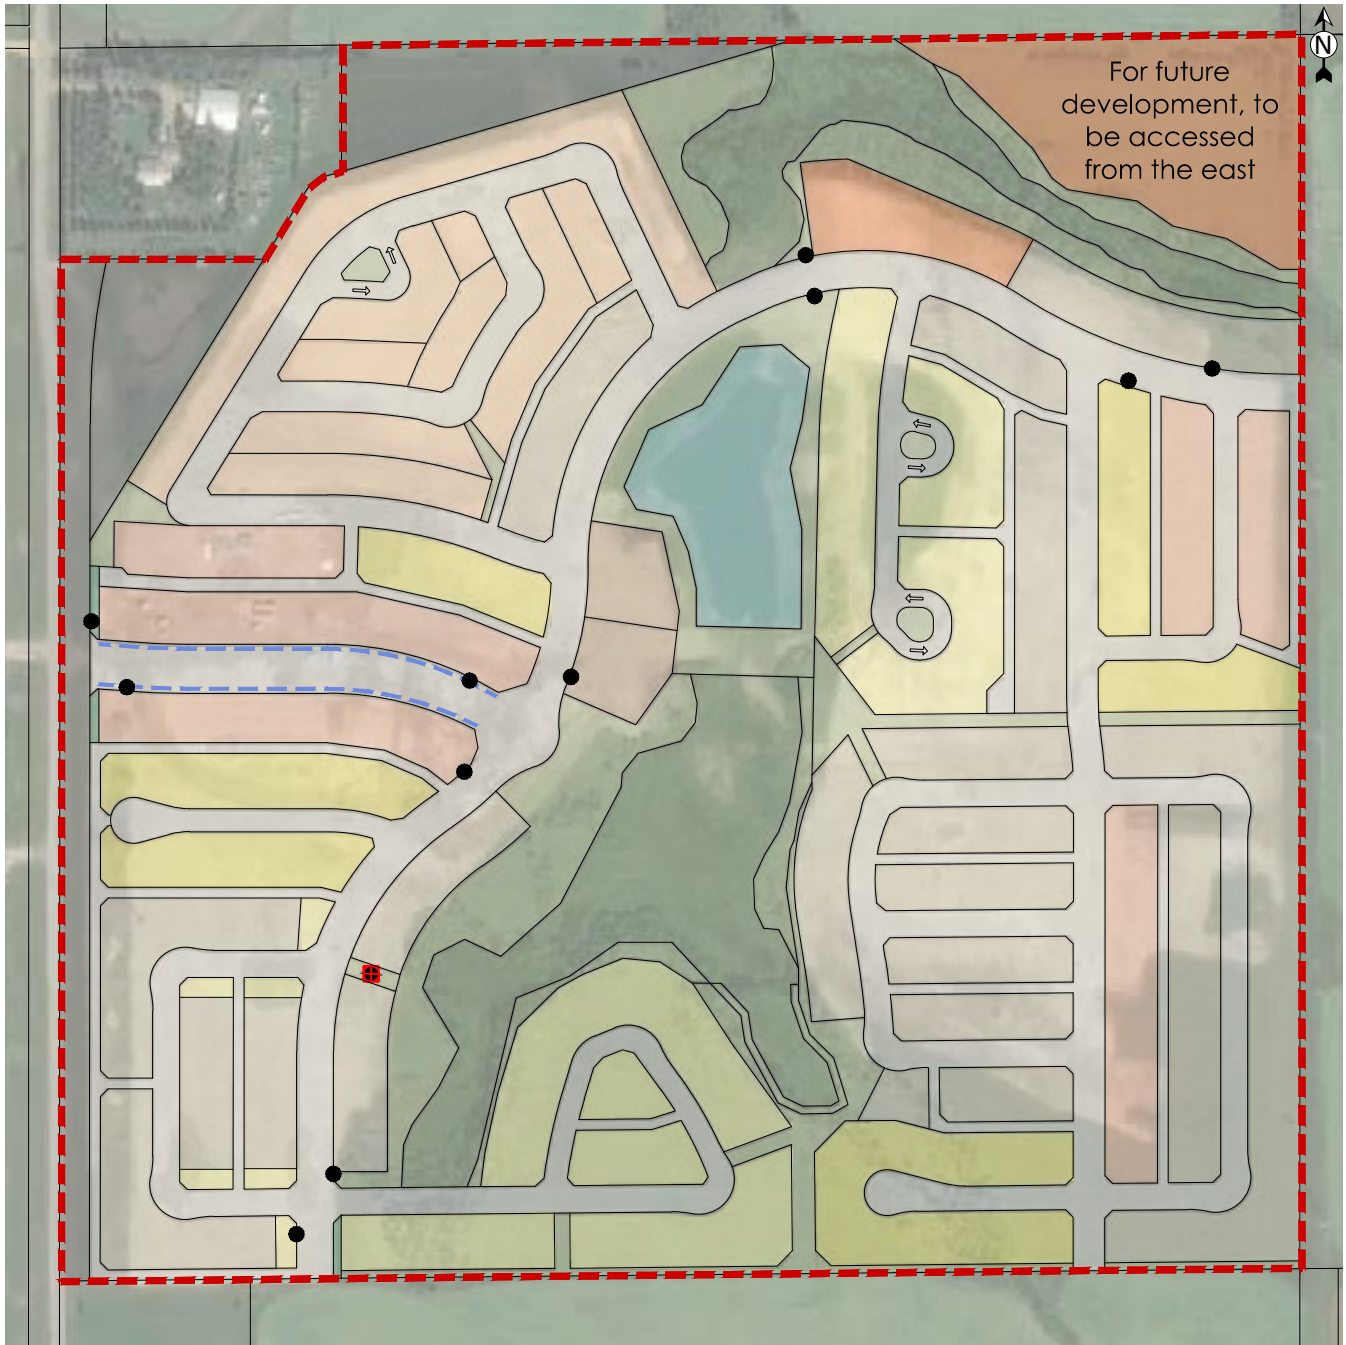 N
For future
development, to
be accessed
from the east